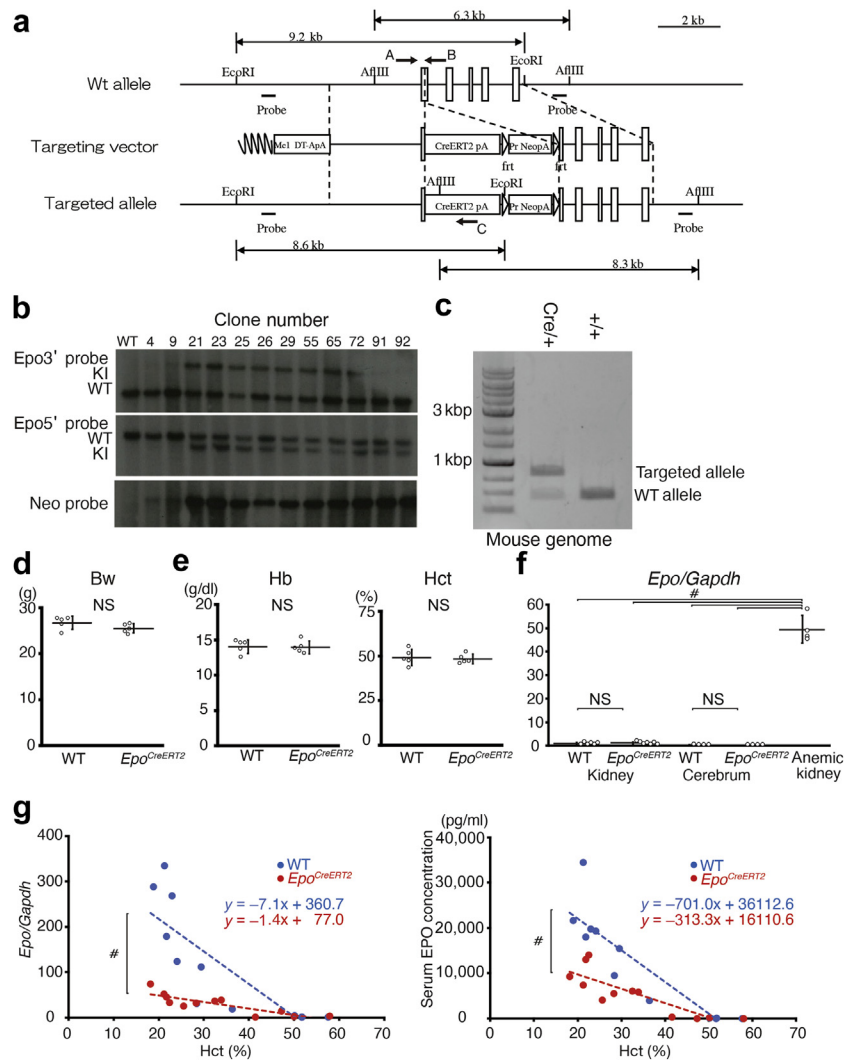 a
6.3 kb
2 kb
9.2 kb
A B
EcoRI AflIII EcoRI AflIII
Wt allele
Probe Probe
Targeting vector
Mc1 DT-ApA CreERT2 pA Pr NeopA
frt frt
EcoRI AflIII EcoRI AflIII
Targeted allele
CreERT2 pA Pr NeopA
Probe C Probe
8.6 kb
8.3 kb
b
Clone number
WT 4 9 21 23 25 26 29 55 65 72 91 92
Epo3' probe
KI
WT
Epo5' probe
WT
KI
Neo probe
c
Cre/+ +/+
3 kbp
1 kbp
Targeted allele
WT allele
Mouse genome
d
Bw
(g)
NS
30
20
10
0
WT EpoCreERT2
e
Hb
(g/dl)
NS
20
15
10
5
0
WT EpoCreERT2
Hct
(%)
NS
75
50
25
0
WT EpoCreERT2
f
Epo/Gapdh
#
60
50
40
30
20
10
0
NS NS
WT EpoCreERT2 WT EpoCreERT2 Anemic
Kidney Cerebrum kidney
g
400
300
200
100
0
Epo/Gapdh
#
WT
EpoCreERT2
y = −7.1x + 360.7
y = −1.4x + 77.0
0 10 20 30 40 50 60 70
Hct (%)
(pg/ml)
40,000
30,000
20,000
10,000
0
Serum EPO concentration
#
WT
EpoCreERT2
y = −701.0x + 36112.6
y = −313.3x + 16110.6
0 10 20 30 40 50 60 70
Hct (%)